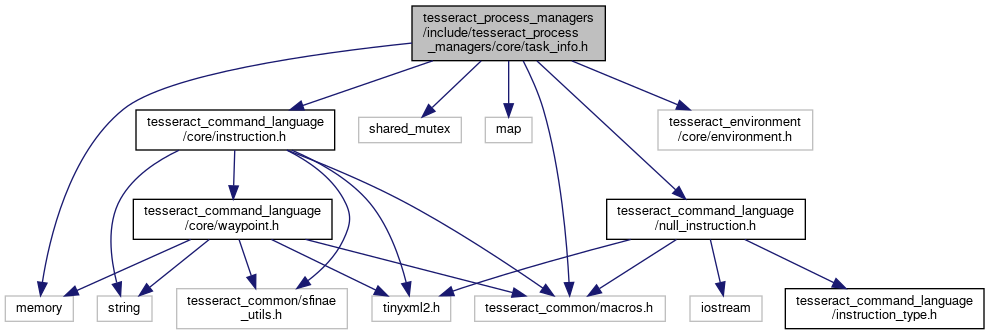 tesseract_process_managers
/include/tesseract_process
_managers/core/task_info.h
tesseract_command_language
/core/instruction.h
shared_mutex
map
tesseract_environment
/core/environment.h
tesseract_command_language
/core/waypoint.h
tesseract_command_language
/null_instruction.h
memory
string
tesseract_common/sfinae
_utils.h
tinyxml2.h
tesseract_common/macros.h
iostream
tesseract_command_language
/instruction_type.h